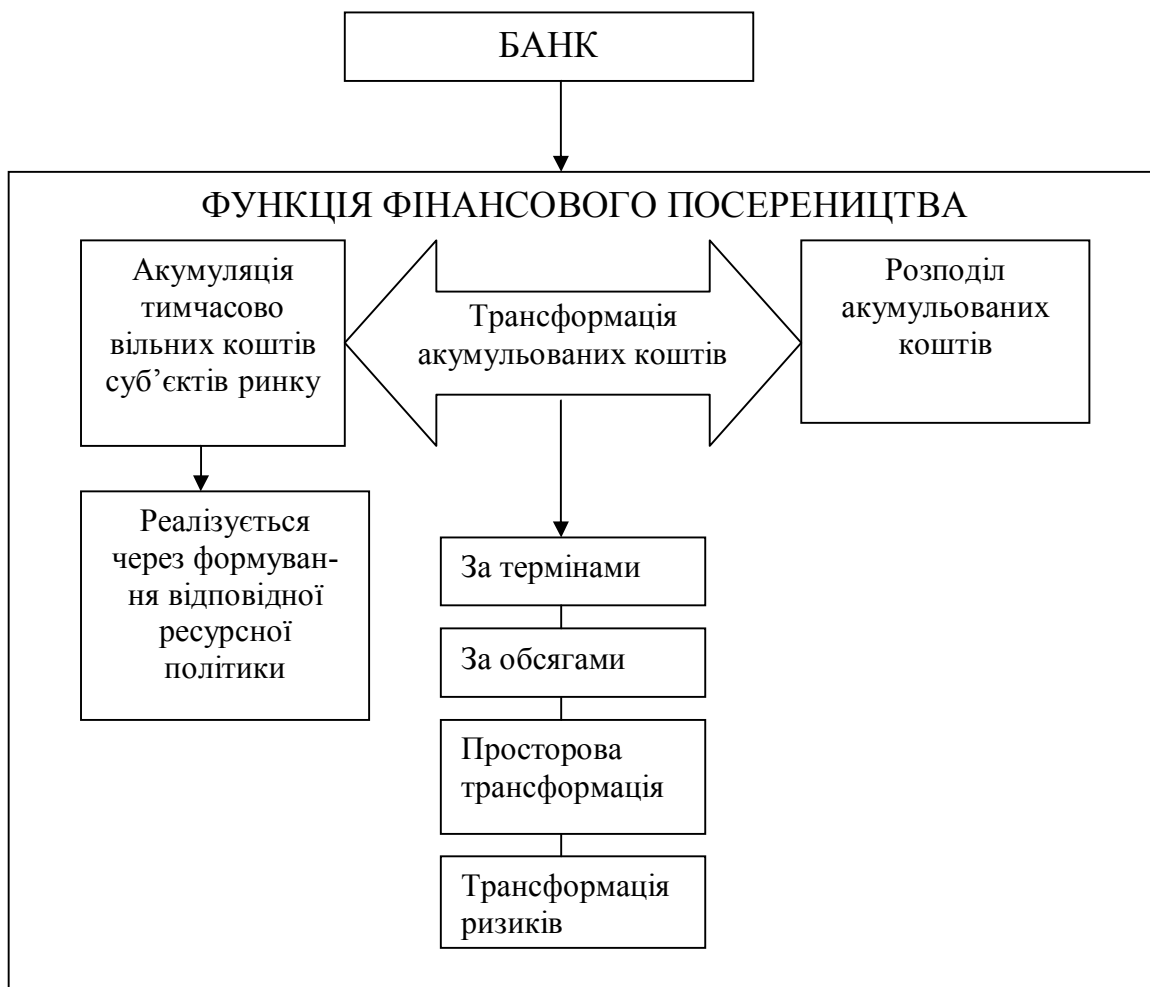 БАНК
ФУНКЦІЯ ФІНАНСОВОГО ПОСЕРЕНИЦТВА
Акумуляція
тимчасово
вільних коштів
суб’єктів ринку
Трансформація
акумульованих коштів
Розподіл
акумульованих
коштів
Реалізується
через формуван-
ня відповідної
ресурсної
політики
За термінами
За обсягами
Просторова
трансформація
Трансформація
ризиків